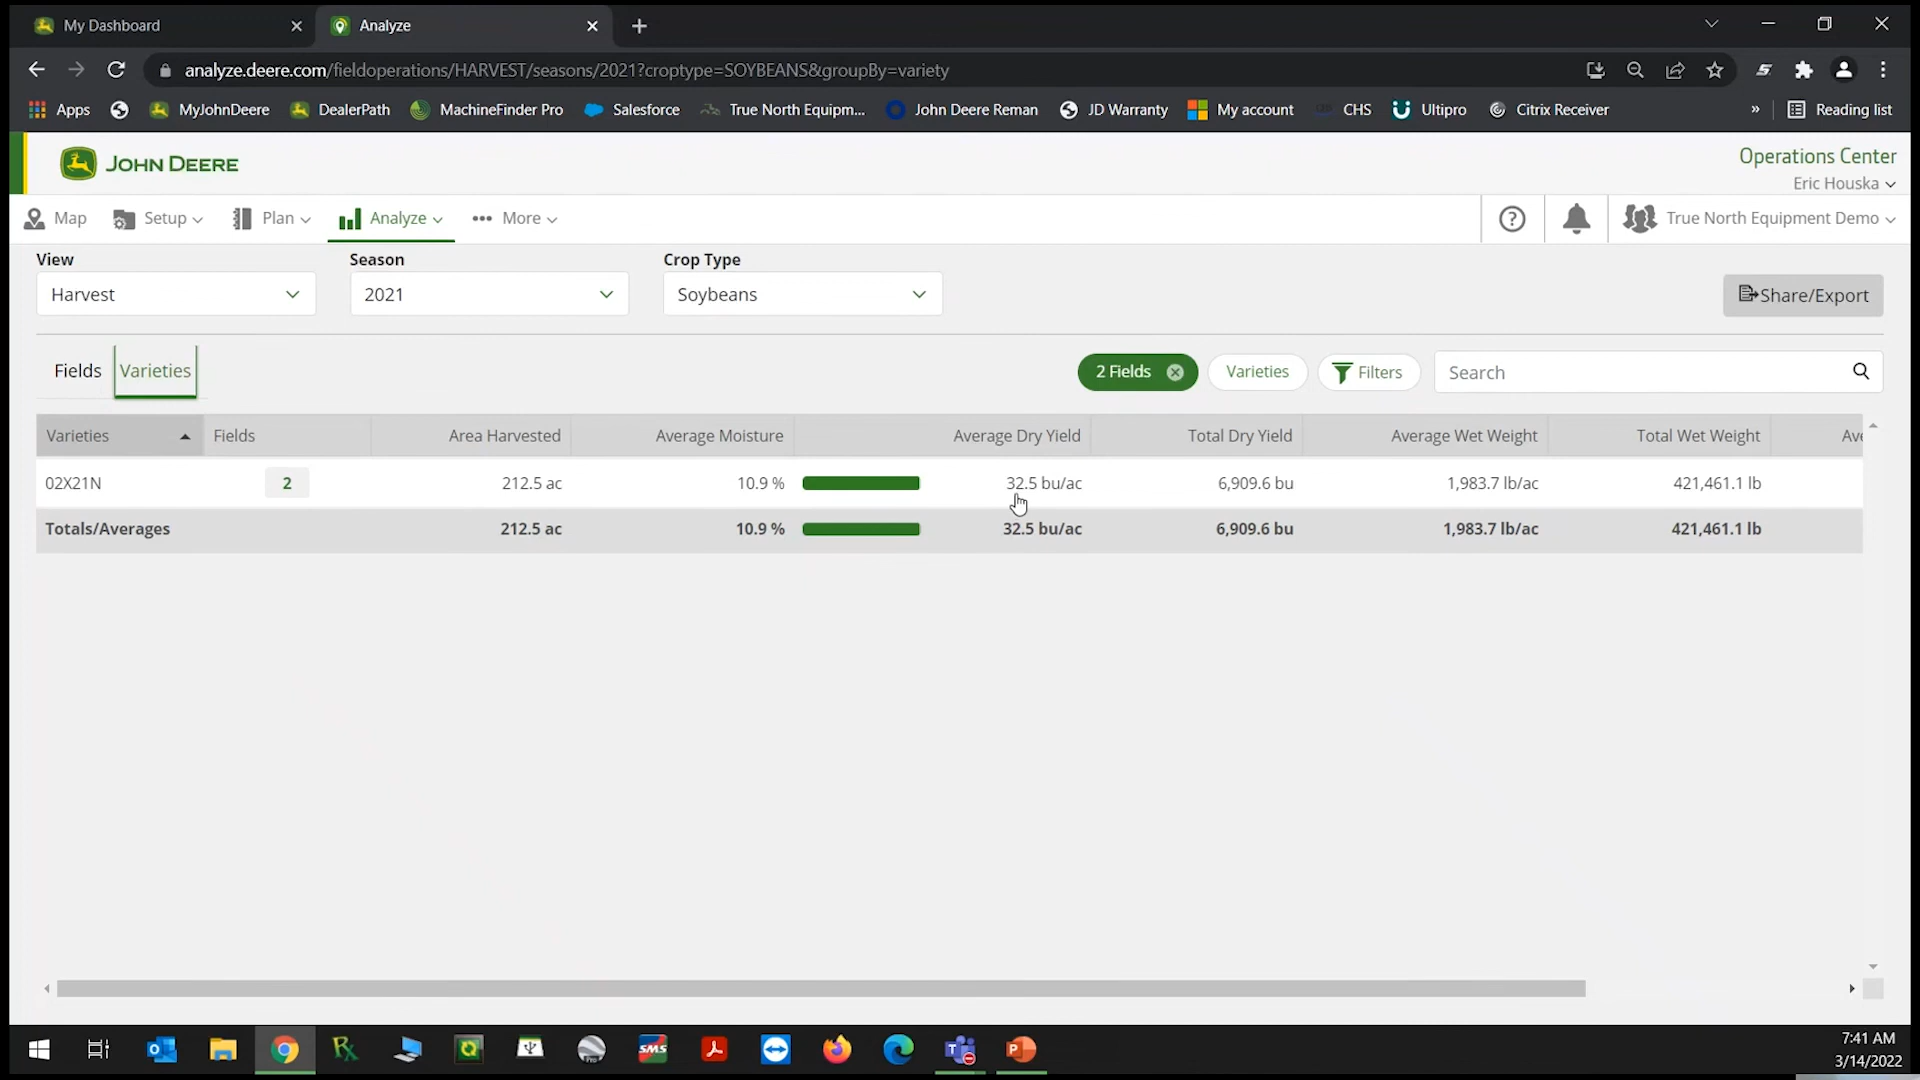 My Dashboard
Analyze
analyze.deere.com/fieldoperations/HARVEST/seasons/2021?croptype=SOYBEANS&groupBy=variety
Apps MyJohnDeere DealerPath MachineFinder Pro Salesforce True North Equipm... John Deere Reman JD Warranty My account CHS Ultipro Citrix Receiver » Reading list
JOHN DEERE
Operations Center
Eric Houska
Map Setup Plan Analyze More True North Equipment Demo
View Season Crop Type
Harvest 2021 Soybeans Share/Export
Fields Varieties 2 Fields Varieties Filters Search
Varieties Fields Area Harvested Average Moisture Average Dry Yield Total Dry Yield Average Wet Weight Total Wet Weight Ave
02X21N 2 212.5 ac 10.9 % 32.5 bu/ac 6,909.6 bu 1,983.7 lb/ac 421,461.1 lb
Totals/Averages 212.5 ac 10.9 % 32.5 bu/ac 6,909.6 bu 1,983.7 lb/ac 421,461.1 lb
SMS
7:41 AM
3/14/2022